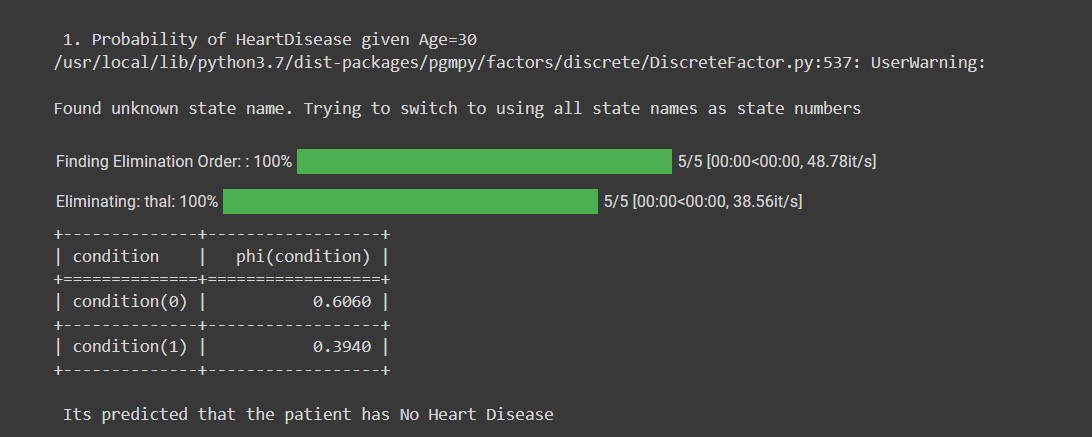 1. Probability of HeartDisease given Age=30
/usr/local/lib/python3.7/dist-packages/pgmpy/factors/discrete/DiscreteFactor.py:537: UserWarning:
Found unknown state name. Trying to switch to using all state names as state numbers
Finding Elimination Order: : 100% 5/5 [00:00<00:00, 48.78it/s]
Eliminating: thal: 100% 5/5 [00:00<00:00, 38.56it/s]
+--------------+------------------+
| condition    |   phi(condition) |
+==============+==================+
| condition(0) |           0.6060 |
+--------------+------------------+
| condition(1) |           0.3940 |
+--------------+------------------+
Its predicted that the patient has No Heart Disease